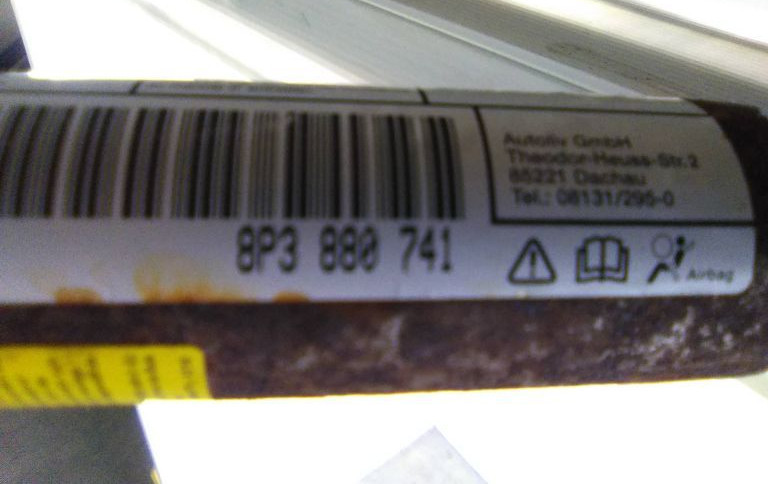 Autoliv GmbH
Theodor-Heuss-Str.2
85221 Dachau
Tel.: 08131/295-0
8P3 880 741
Airbag